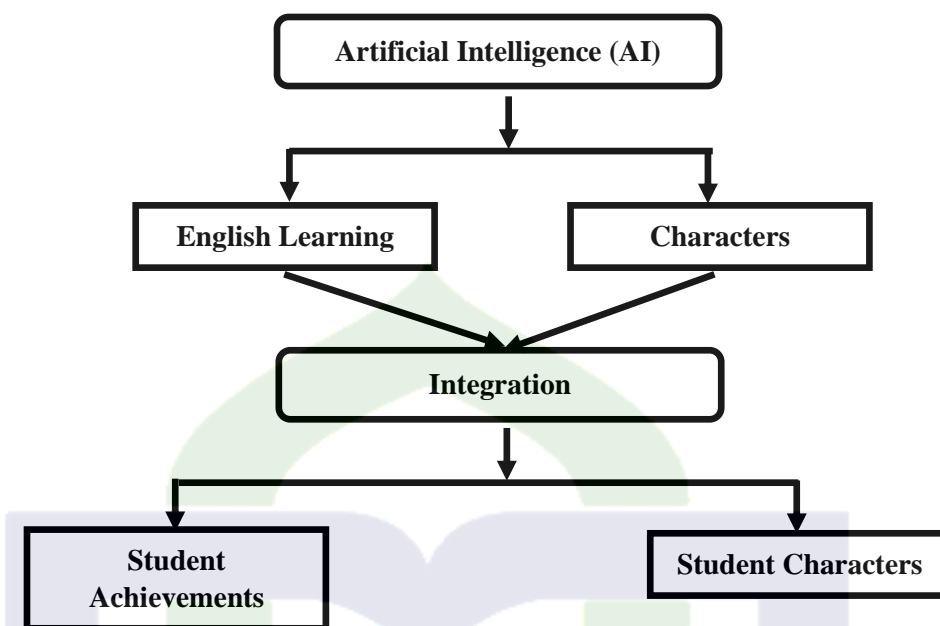 Artificial Intelligence (AI)
English Learning
Characters
Integration
Student
Achievements
Student Characters